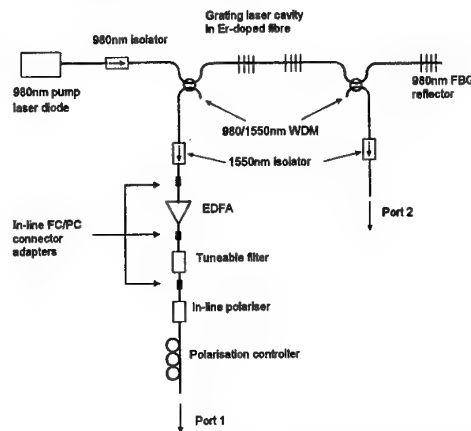 Grating laser cavity
in Er-doped fibre
980nm isolator
980nm pump
laser diode
980nm FBG
reflector
980/1550nm WDM
1550nm isolator
EDFA
Port 2
In-line FC/PC
connector
adapters
Tuneable filter
In-line polariser
Polarisation controller
Port 1